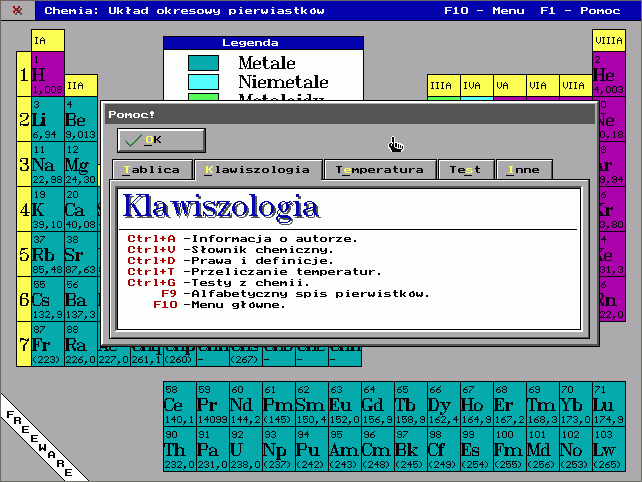 Chemia: Układ okresowy pierwiastków F10 - Menu F1 - Pomoc
IA VIIIA
Legenda
1 1 H 1,008 Metale 2 He 4,003
IIA Niemetale IIIA IVA VA VIA VIIA
Pomoc!
OK
2 3 Li 6,94 4 Be 9,013
Tablica Klawiszologia Temperatura Test Inne
3 11 Na 22,98 12 Mg 24,30
Klawiszologia
4 19 K 39,10 20 Ca 40,08
Ctrl+A -Informacja o autorze.
Ctrl+V -Słownik chemiczny.
Ctrl+D -Prawa i definicje.
Ctrl+T -Przeliczanie temperatur.
Ctrl+G -Testy z chemii.
F9 -Alfabetyczny spis pierwistków.
F10 -Menu główne.
5 37 Rb 85,48 38 Sr 87,63
6 55 Cs 132,9 56 Ba 137,3
7 87 Fr (223) 88 Ra 226,0 227,0 261,1 (260) - (267) - -
58 59 60 61 62 63 64 65 66 67 68 69 70 71
Ce Pr Nd Pm Sm Eu Gd Tb Dy Ho Er Tm Yb Lu
140,1 14099 144,2 (145) 150,4 152,0 156,9 158,9 162,4 164,9 167,2 168,3 173,0 174,9
90 91 92 93 94 95 96 97 98 99 100 101 102 103
Th Pa U Np Pu Am Cm Bk Cf Es Fm Md No Lw
232,0 231,0 238,0 (237) (242) (243) (248) (245) (249) (254) (255) (256) (254) (265)
FREEWARE